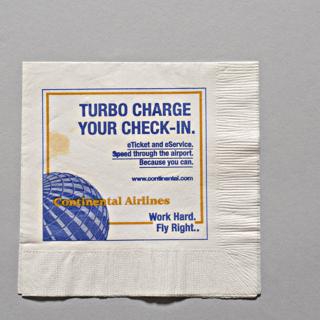 TURBO CHARGE
YOUR CHECK-IN.
eTicket and eService.
Speed through the airport.
Because you can.
www.continental.com
Continental Airlines
Work Hard.
Fly Right..